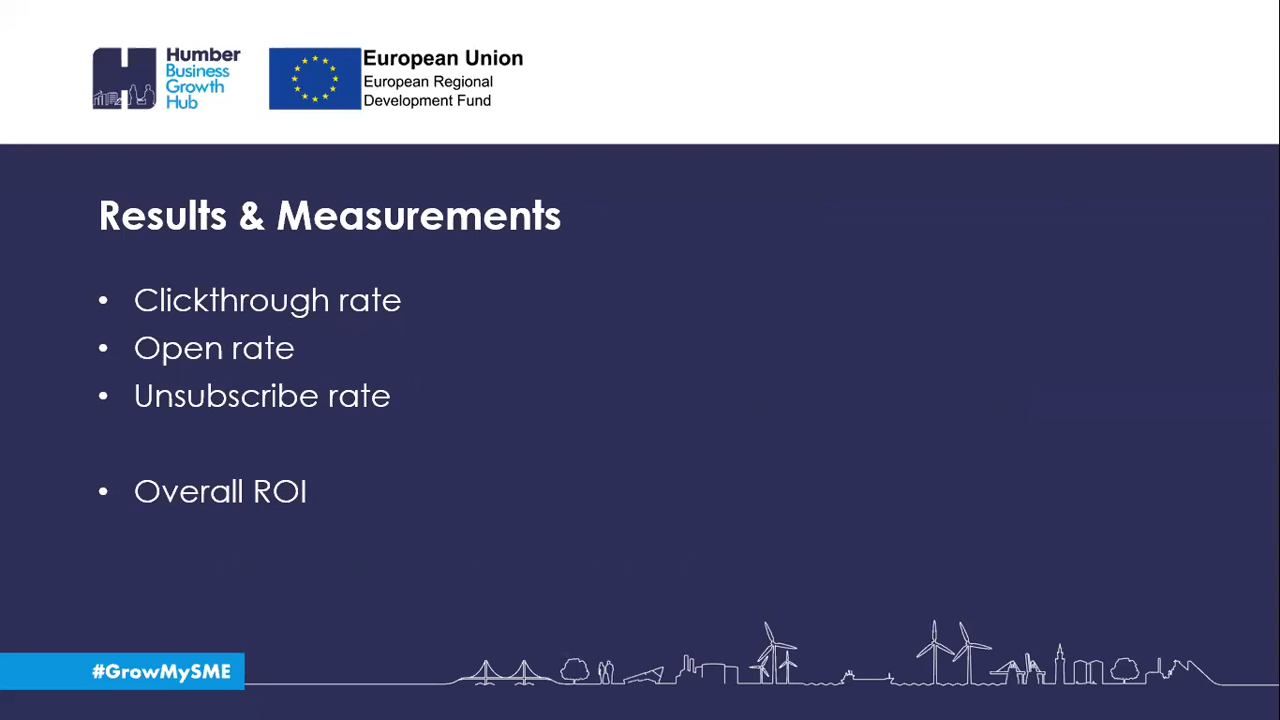 Humber
Business
Growth
Hub
European Union
European Regional
Development Fund
Results & Measurements
• Clickthrough rate
• Open rate
• Unsubscribe rate
• Overall ROI
#GrowMySME